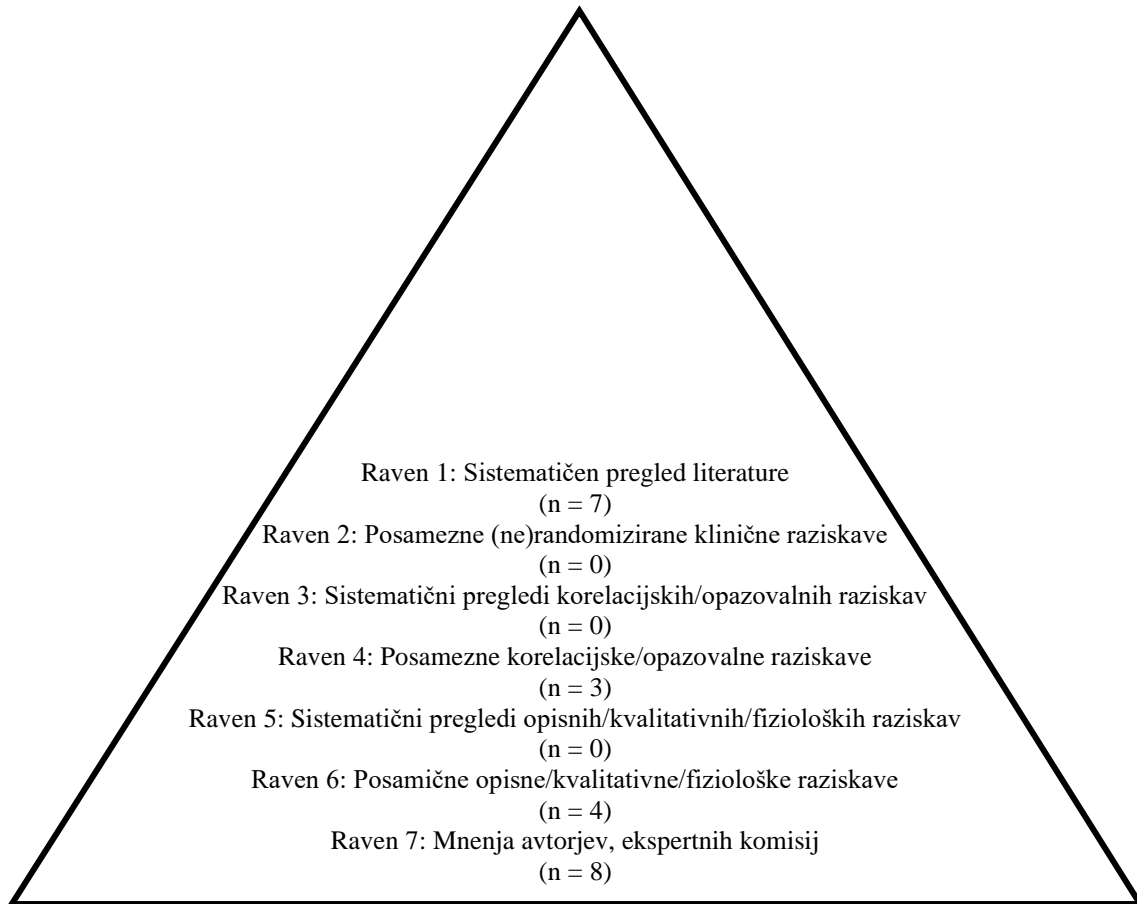 Raven 1: Sistematičen pregled literature
(n = 7)
Raven 2: Posamezne (ne)randomizirane klinične raziskave
(n = 0)
Raven 3: Sistematični pregledi korelacijskih/opazovalnih raziskav
(n = 0)
Raven 4: Posamezne korelacijske/opazovalne raziskave
(n = 3)
Raven 5: Sistematični pregledi opisnih/kvalitativnih/fizioloških raziskav
(n = 0)
Raven 6: Posamične opisne/kvalitativne/fiziološke raziskave
(n = 4)
Raven 7: Mnenja avtorjev, ekspertnih komisij
(n = 8)